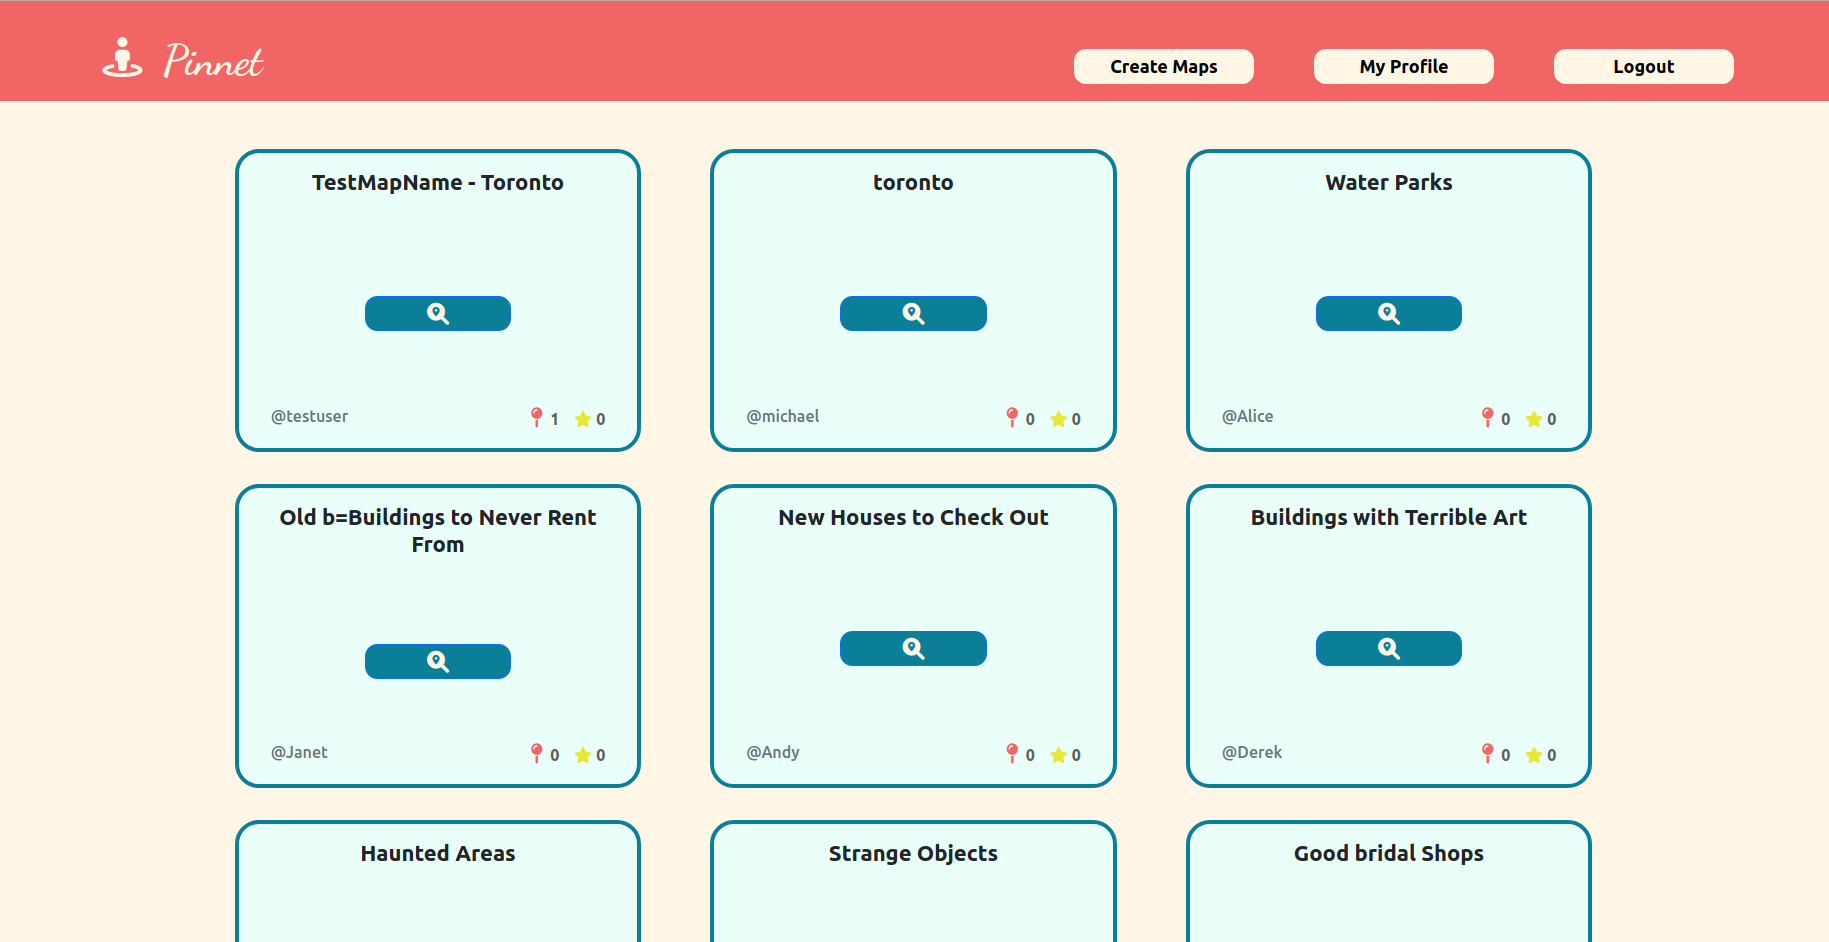 Pinnet
Create Maps
My Profile
Logout
TestMapName - Toronto
@testuser
1
0
toronto
@michael
0
0
Water Parks
@Alice
0
0
Old b=Buildings to Never Rent
From
@Janet
0
0
New Houses to Check Out
@Andy
0
0
Buildings with Terrible Art
@Derek
0
0
Haunted Areas
Strange Objects
Good bridal Shops